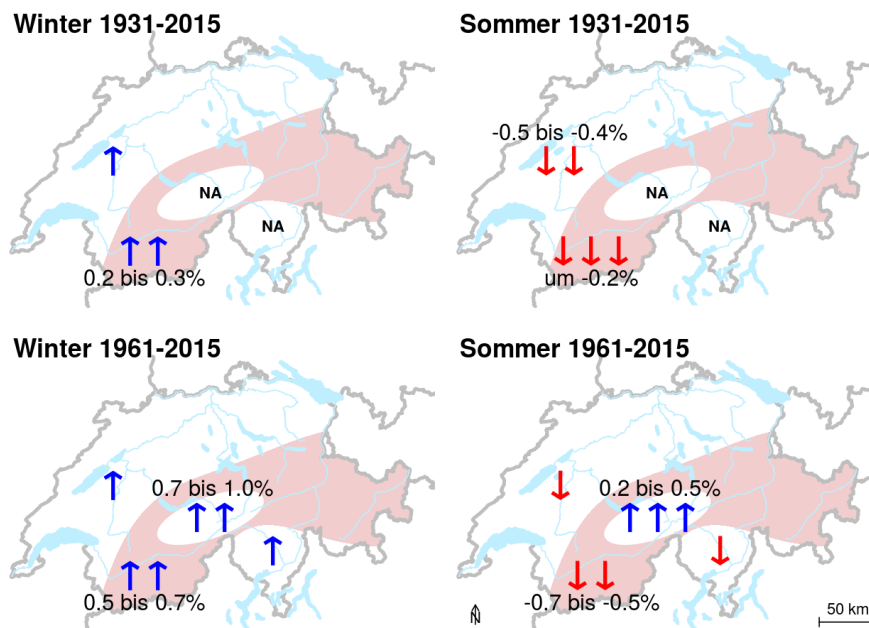 Winter 1931-2015
NA
NA
0.2 bis 0.3%
Sommer 1931-2015
-0.5 bis -0.4%
NA
NA
um -0.2%
Winter 1961-2015
0.7 bis 1.0%
0.5 bis 0.7%
Sommer 1961-2015
0.2 bis 0.5%
-0.7 bis -0.5%
N
50 km